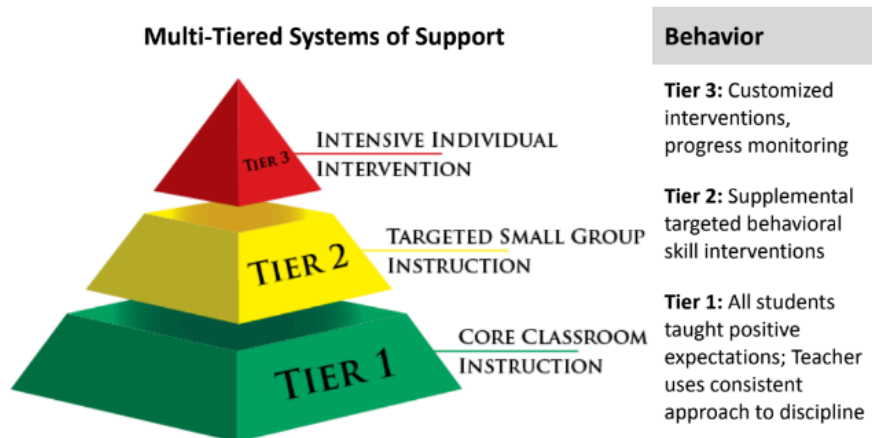 Multi-Tiered Systems of Support
TIER 3
INTENSIVE INDIVIDUAL
INTERVENTION
TIER 2
TARGETED SMALL GROUP
INSTRUCTION
TIER 1
CORE CLASSROOM
INSTRUCTION
Behavior
Tier 3: Customized
interventions,
progress monitoring
Tier 2: Supplemental
targeted behavioral
skill interventions
Tier 1: All students
taught positive
expectations; Teacher
uses consistent
approach to discipline